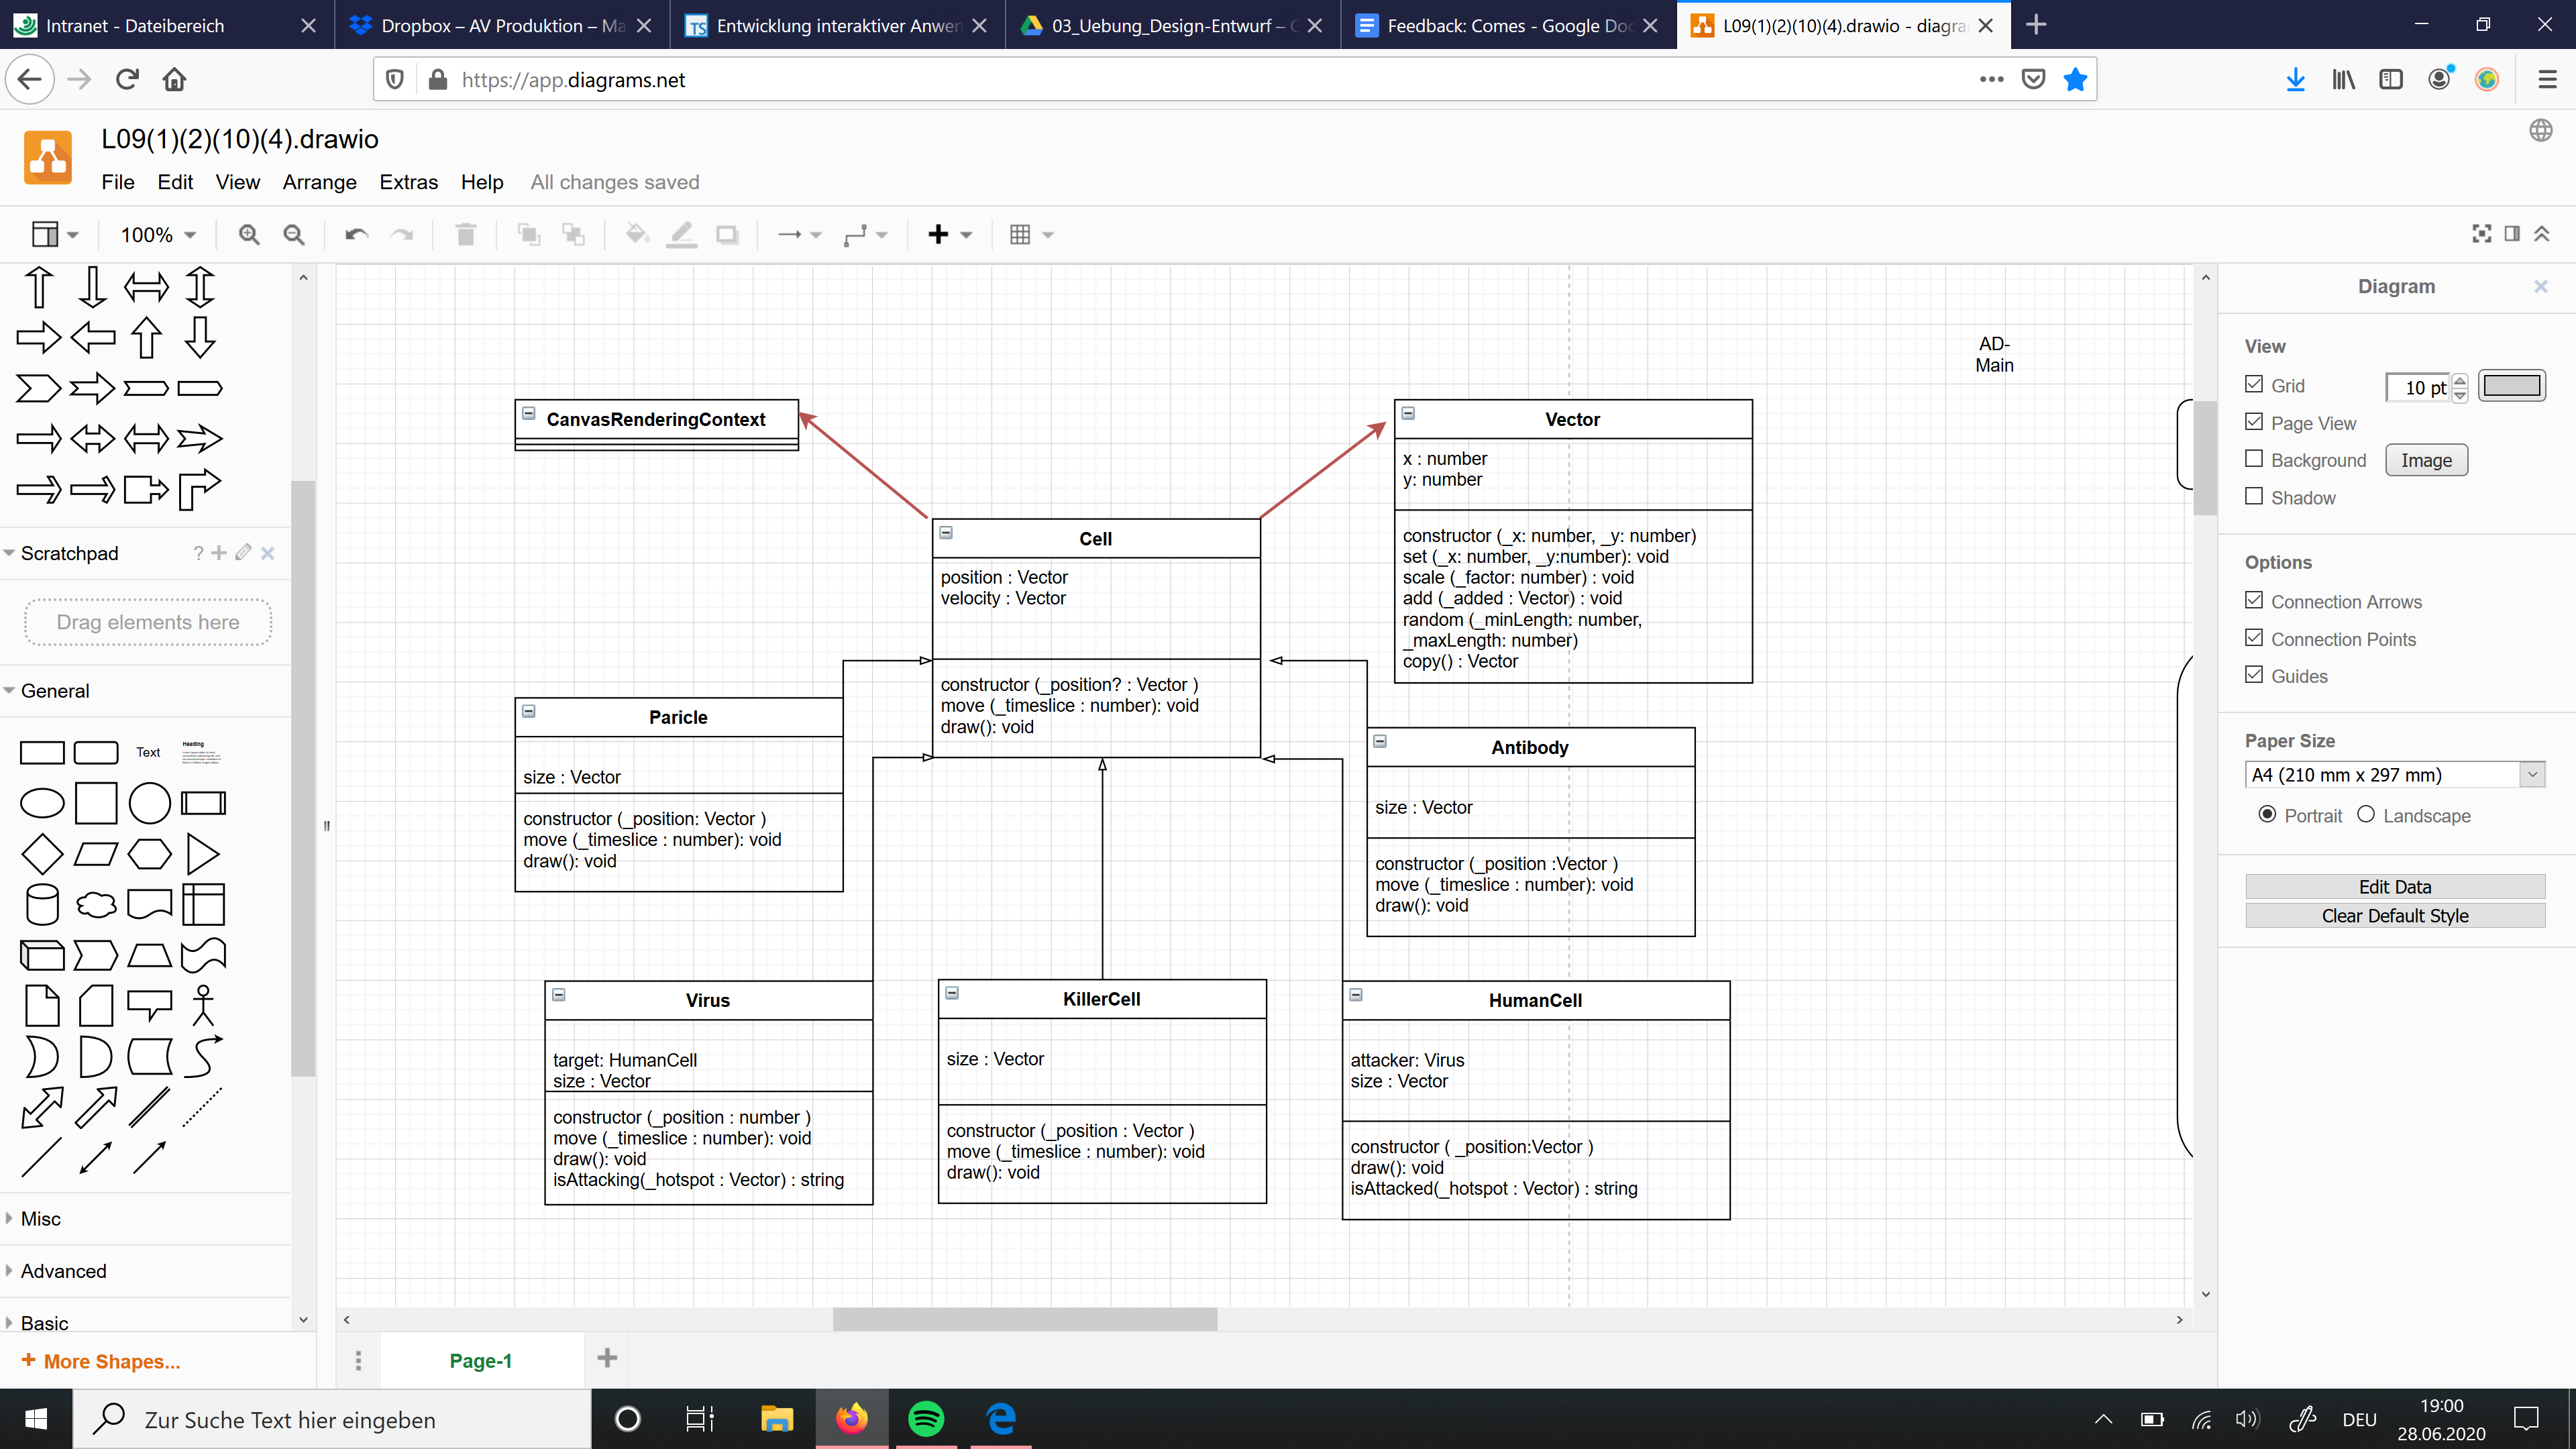 Intranet - Dateibereich
Dropbox – AV Produktion – Ma
Entwicklung interaktiver Anwen
03_Uebung_Design-Entwurf –
Feedback: Comes - Google Doc
L09(1)(2)(10)(4).drawio - diagra
https://app.diagrams.net
L09(1)(2)(10)(4).drawio
File Edit View Arrange Extras Help All changes saved
100%
Scratchpad
?
Drag elements here
General
Text
Heading
Misc
Advanced
Basic
+ More Shapes...
AD-
Main
CanvasRenderingContext
Vector
x : number
y: number
constructor (_x: number, _y: number)
set (_x: number, _y:number): void
scale (_factor: number) : void
add (_added : Vector) : void
random (_minLength: number,
_maxLength: number)
copy() : Vector
Cell
position : Vector
velocity : Vector
constructor (_position? : Vector )
move (_timeslice : number): void
draw(): void
Paricle
size : Vector
constructor (_position: Vector )
move (_timeslice : number): void
draw(): void
Antibody
size : Vector
constructor (_position :Vector )
move (_timeslice : number): void
draw(): void
Virus
target: HumanCell
size : Vector
constructor (_position : number )
move (_timeslice : number): void
draw(): void
isAttacking(_hotspot : Vector) : string
KillerCell
size : Vector
constructor (_position : Vector )
move (_timeslice : number): void
draw(): void
HumanCell
attacker: Virus
size : Vector
constructor ( _position:Vector )
draw(): void
isAttacked(_hotspot : Vector) : string
Diagram
View
Grid
10 pt
Page View
Background
Image
Shadow
Options
Connection Arrows
Connection Points
Guides
Paper Size
A4 (210 mm x 297 mm)
Portrait Landscape
Edit Data
Clear Default Style
Page-1
Zur Suche Text hier eingeben
DEU
19:00
28.06.2020